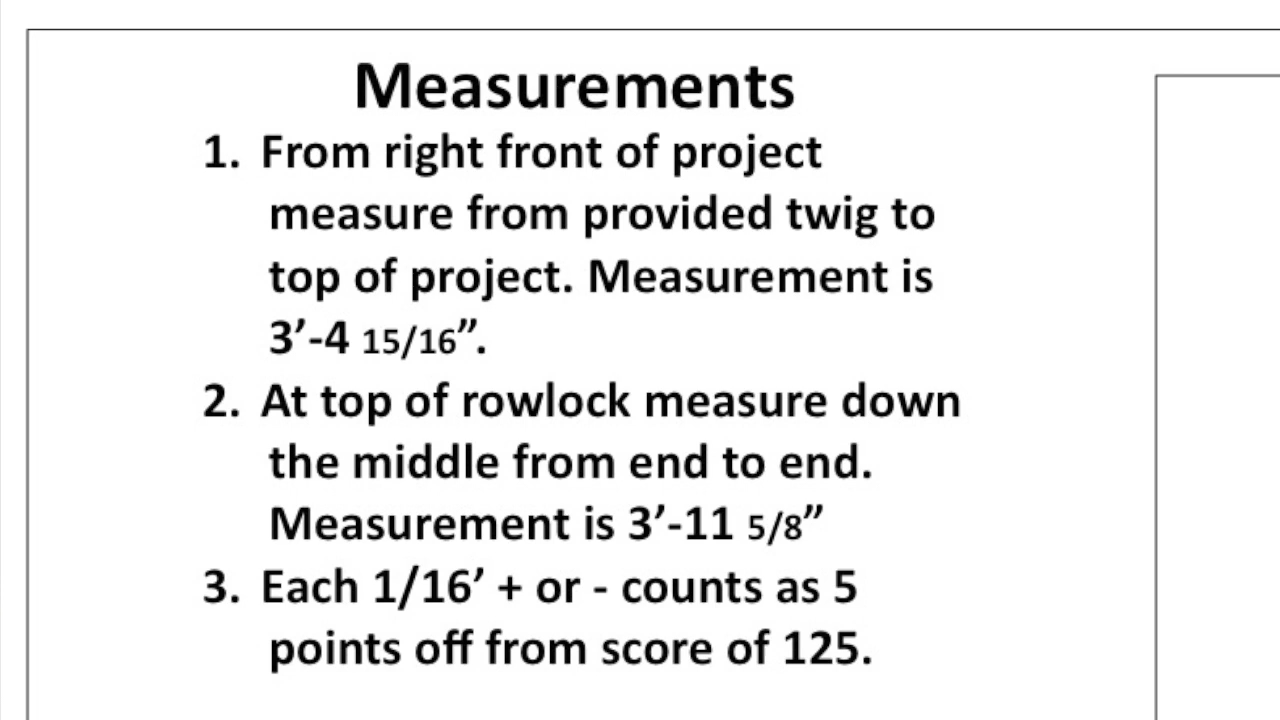 Measurements
1. From right front of project
measure from provided twig to
top of project. Measurement is
3’-4 15/16”.
2. At top of rowlock measure down
the middle from end to end.
Measurement is 3’-11 5/8”
3. Each 1/16’ + or - counts as 5
points off from score of 125.